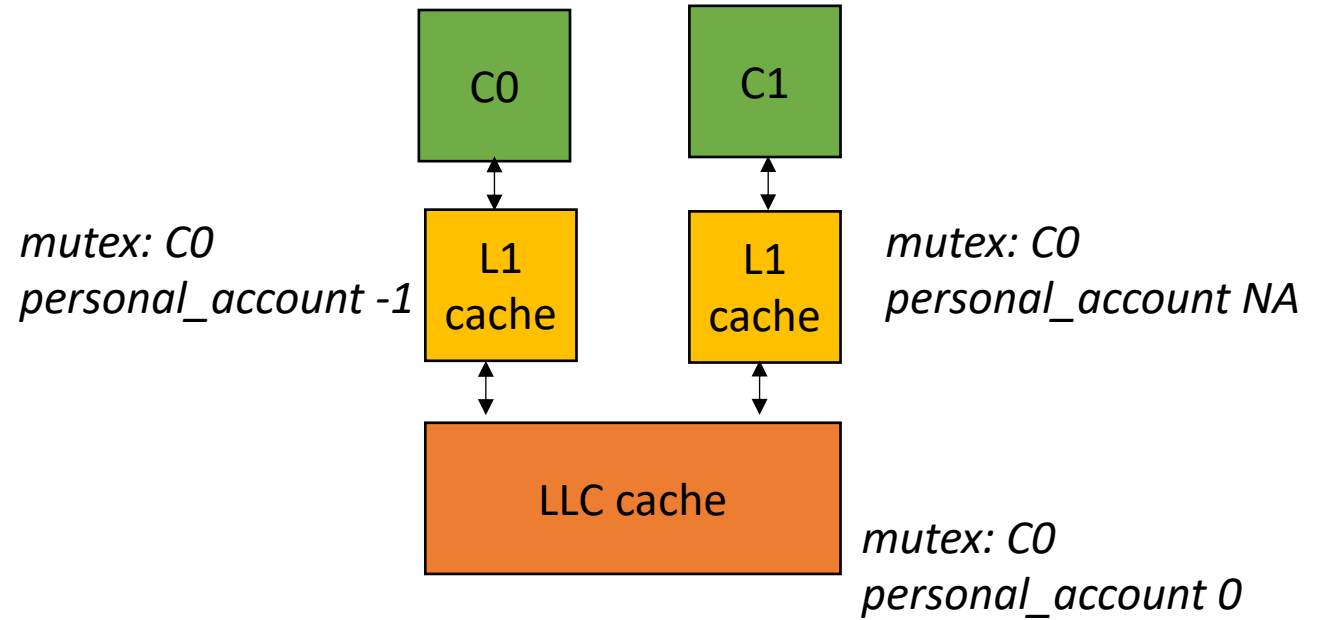 C0
C1
mutex: C0
personal_account -1
L1
cache
L1
cache
mutex: C0
personal_account NA
LLC cache
mutex: C0
personal_account 0